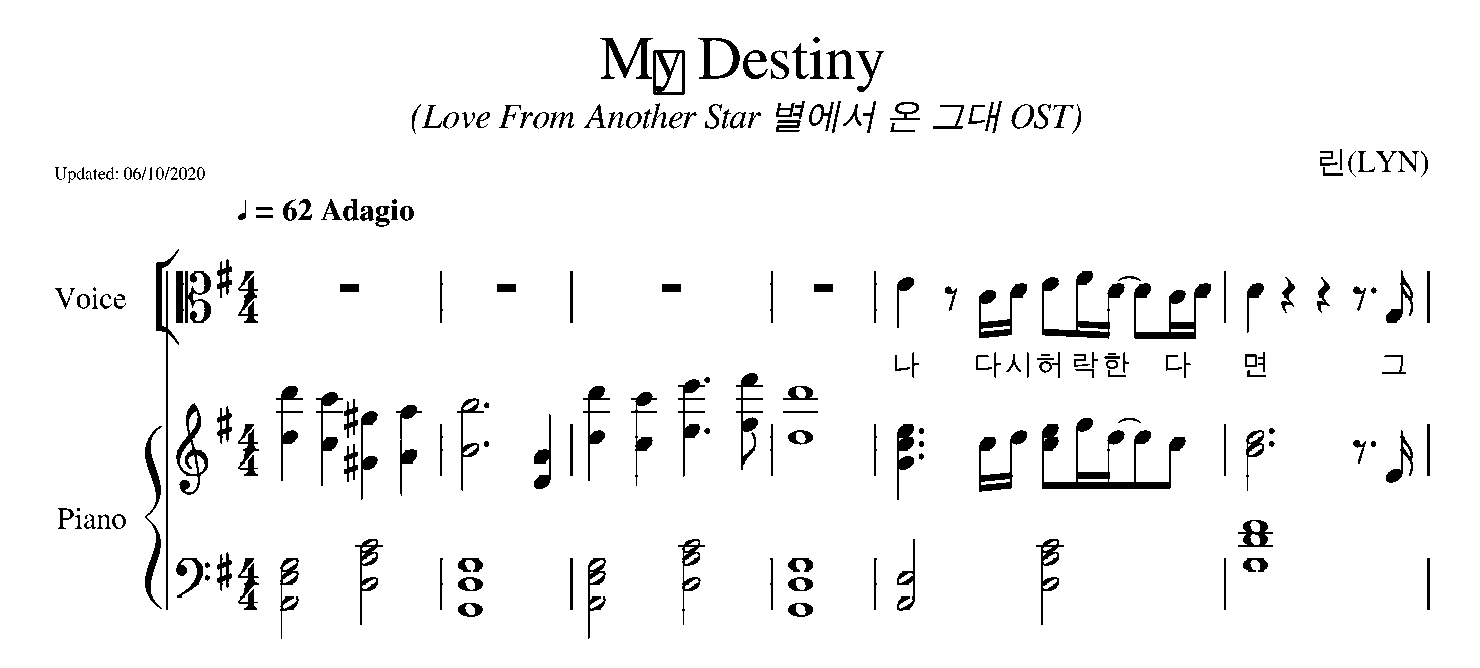 My Destiny
(Love From Another Star 별에서 온 그대 OST)
린(LYN)
Updated: 06/10/2020
♩ = 62 Adagio
Voice
나 다시허락한 다 면 그
Piano